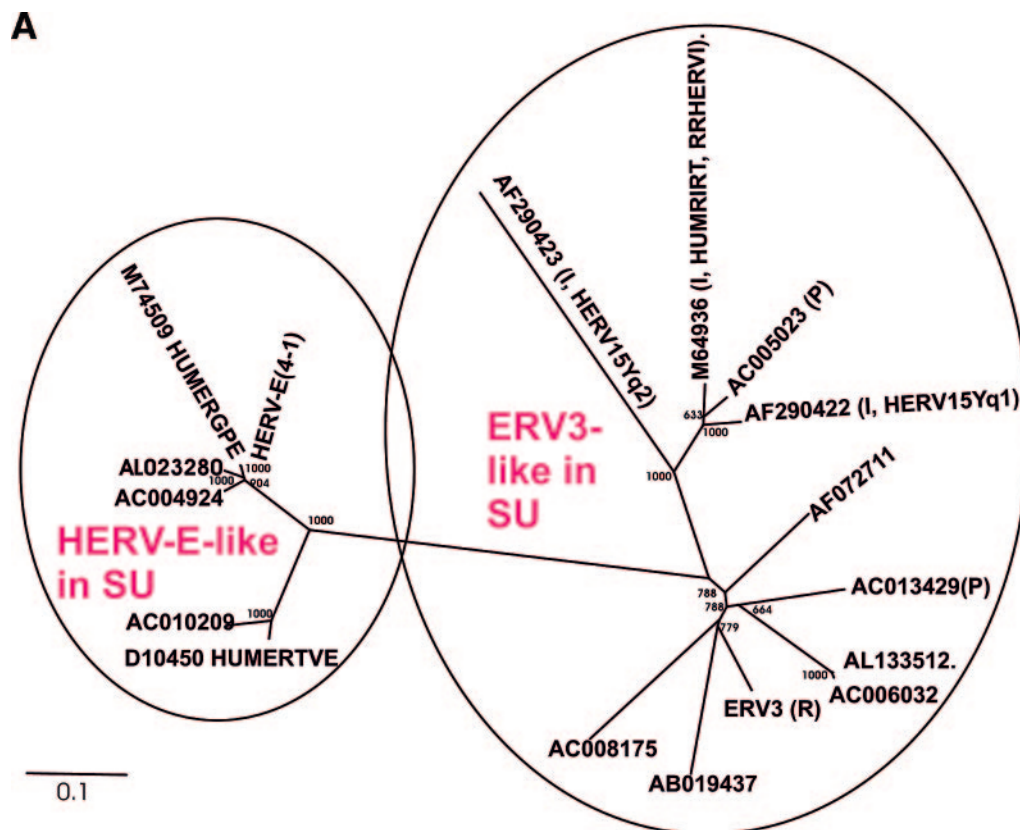 A
M64936 (I, HUMRIRT, RRHERVI).
AF290423 (I, HERV15Yq2)
AC005023 (P)
633
AF290422 (I, HERV15Yq1)
1000
1000
ERV3-
like in
SU
M74509 HUMERGPE
HERV-E(4-1)
AL023280
1000
1000
904
AC004924
1000
HERV-E-like
in SU
AC010209
1000
D10450 HUMERTVE
AF072711
788
AC013429(P)
788
664
779
AL133512.
1000
AC006032
ERV3 (R)
AC008175
AB019437
0.1